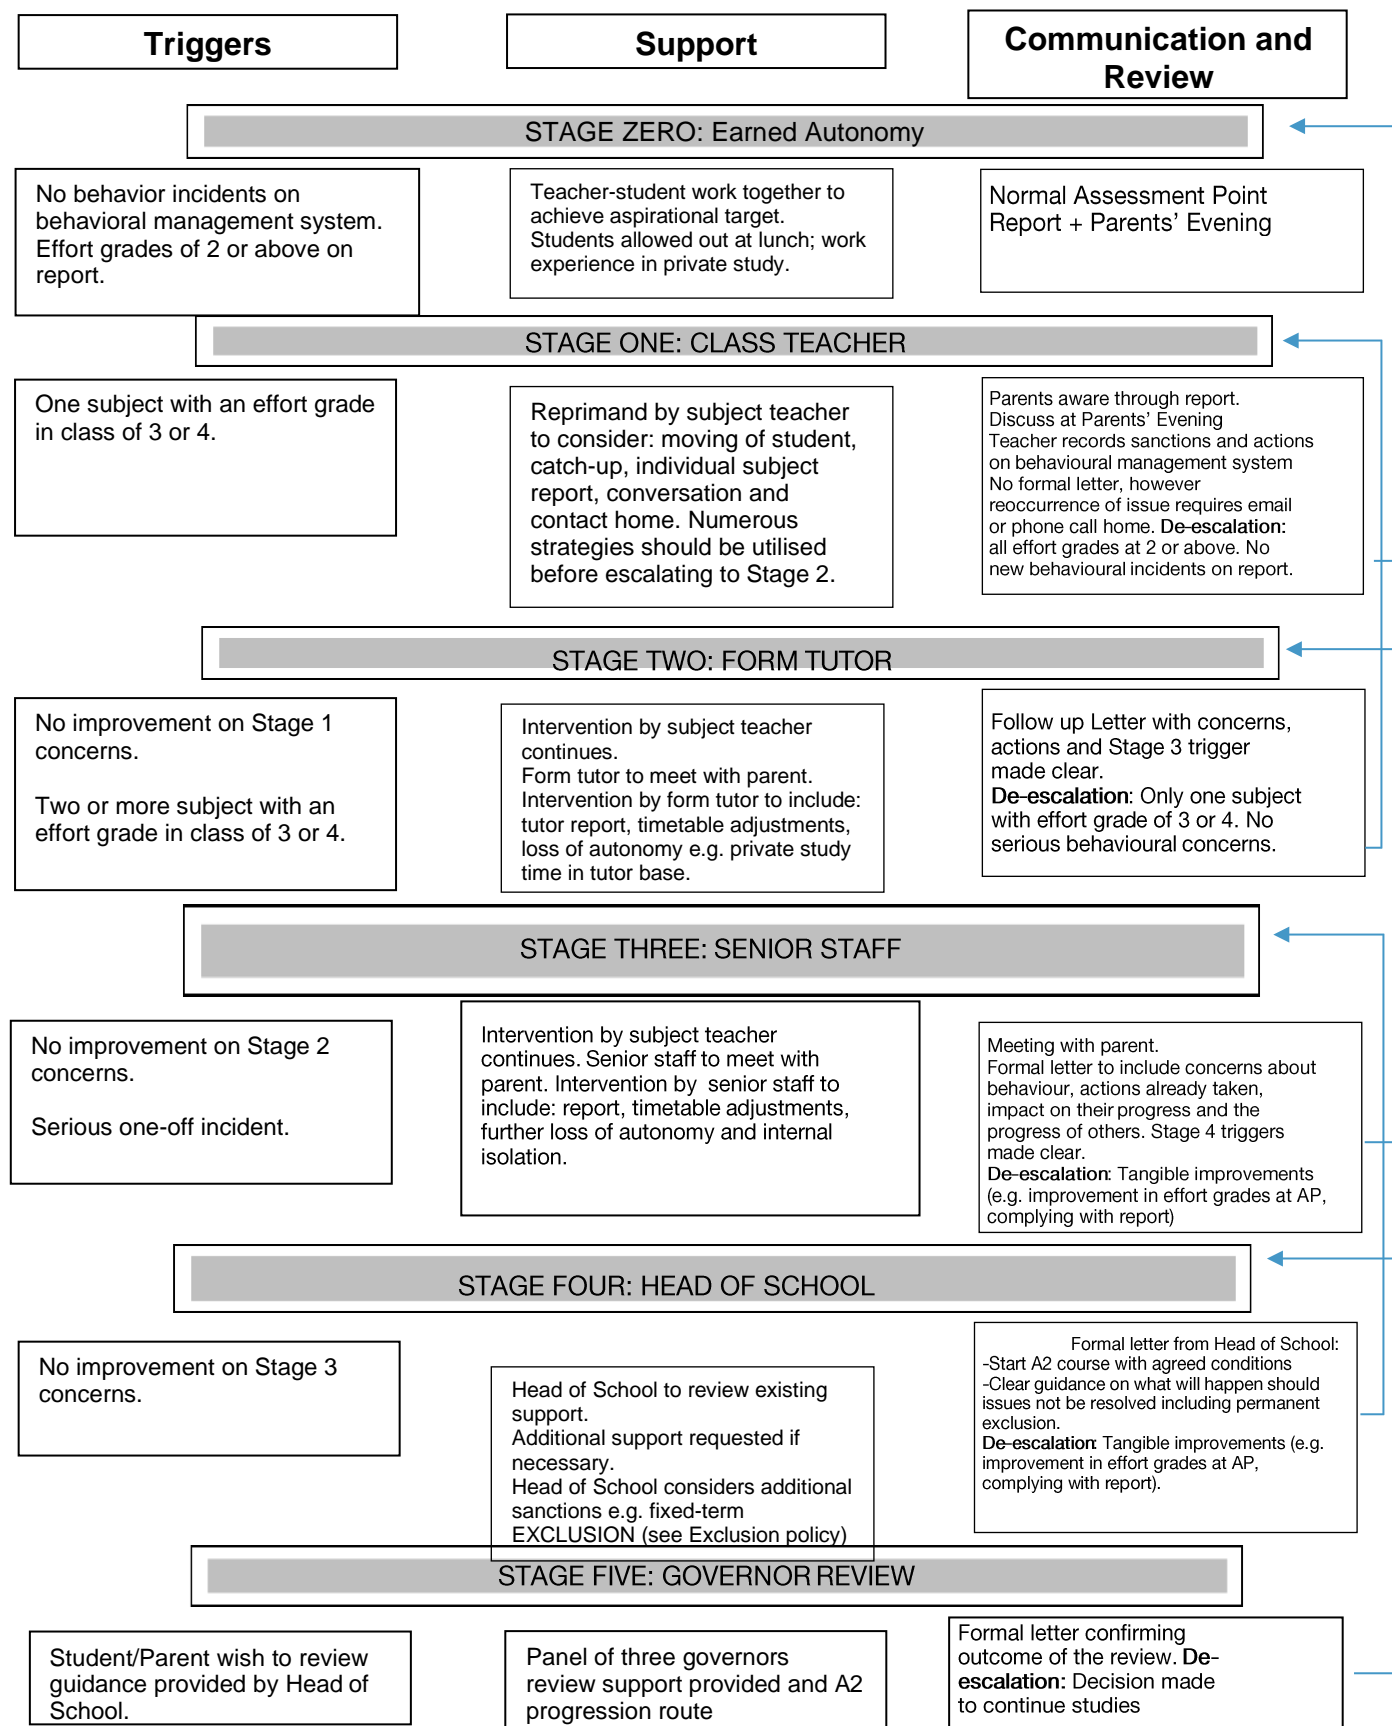 Triggers
Support
Communication and
Review
STAGE ZERO: Earned Autonomy
No behavior incidents on
behavioral management system.
Effort grades of 2 or above on
report.
Teacher-student work together to
achieve aspirational target.
Students allowed out at lunch; work
experience in private study.
Normal Assessment Point
Report + Parents’ Evening
STAGE ONE: CLASS TEACHER
One subject with an effort grade
in class of 3 or 4.
Reprimand by subject teacher
to consider: moving of student,
catch-up, individual subject
report, conversation and
contact home. Numerous
strategies should be utilised
before escalating to Stage 2.
Parents aware through report.
Discuss at Parents’ Evening
Teacher records sanctions and actions
on behavioural management system
No formal letter, however
reoccurrence of issue requires email
or phone call home. De-escalation:
all effort grades at 2 or above. No
new behavioural incidents on report.
STAGE TWO: FORM TUTOR
No improvement on Stage 1
concerns.
Two or more subject with an
effort grade in class of 3 or 4.
Intervention by subject teacher
continues.
Form tutor to meet with parent.
Intervention by form tutor to include:
tutor report, timetable adjustments,
loss of autonomy e.g. private study
time in tutor base.
Follow up Letter with concerns,
actions and Stage 3 trigger
made clear.
De-escalation: Only one subject
with effort grade of 3 or 4. No
serious behavioural concerns.
STAGE THREE: SENIOR STAFF
No improvement on Stage 2
concerns.
Serious one-off incident.
Intervention by subject teacher
continues. Senior staff to meet with
parent. Intervention by senior staff to
include: report, timetable adjustments,
further loss of autonomy and internal
isolation.
Meeting with parent.
Formal letter to include concerns about
behaviour, actions already taken,
impact on their progress and the
progress of others. Stage 4 triggers
made clear.
De-escalation: Tangible improvements
(e.g. improvement in effort grades at AP,
complying with report)
STAGE FOUR: HEAD OF SCHOOL
No improvement on Stage 3
concerns.
Head of School to review existing
support.
Additional support requested if
necessary.
Head of School considers additional
sanctions e.g. fixed-term
EXCLUSION (see Exclusion policy)
Formal letter from Head of School:
-Start A2 course with agreed conditions
-Clear guidance on what will happen should
issues not be resolved including permanent
exclusion.
De-escalation: Tangible improvements (e.g.
improvement in effort grades at AP,
complying with report).
STAGE FIVE: GOVERNOR REVIEW
Student/Parent wish to review
guidance provided by Head of
School.
Panel of three governors
review support provided and A2
progression route
Formal letter confirming
outcome of the review. De-
escalation: Decision made
to continue studies